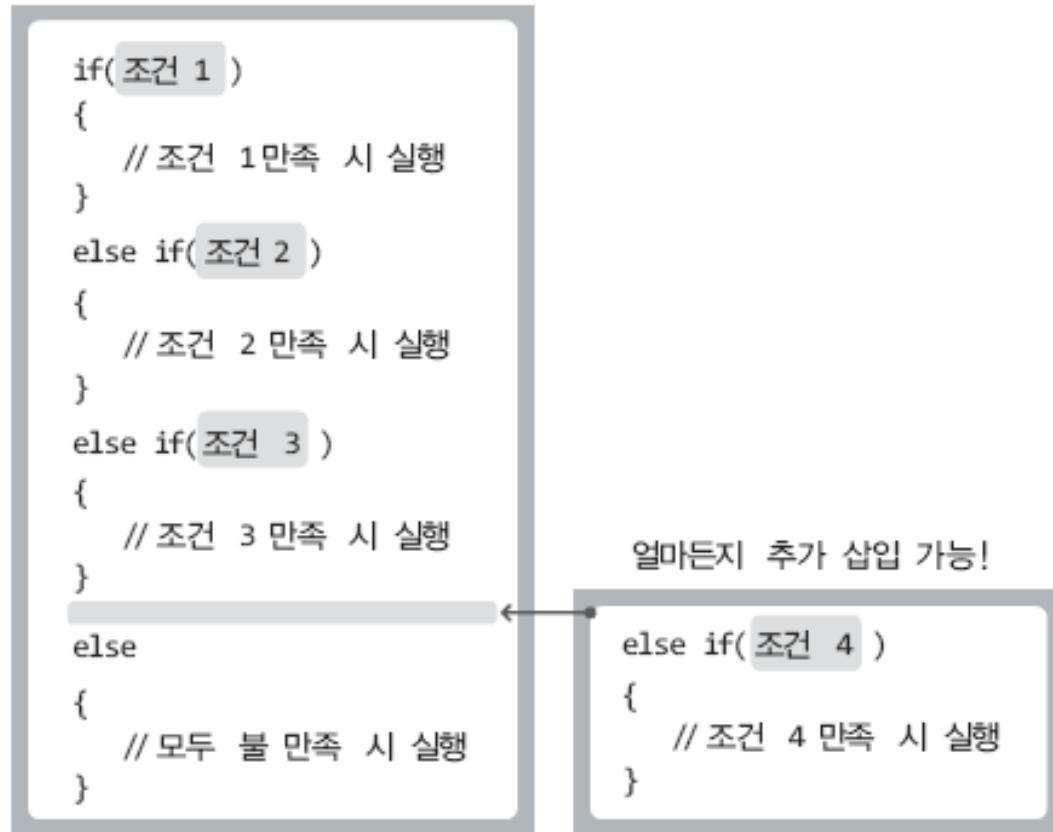 if( 조건 1 )
{
// 조건 1 만족 시 실행
}
else if( 조건 2 )
{
// 조건 2 만족 시 실행
}
else if( 조건 3 )
{
// 조건 3 만족 시 실행
}
else
{
// 모두 불 만족 시 실행
}
얼마든지 추가 삽입 가능!
else if( 조건 4 )
{
// 조건 4 만족 시 실행
}